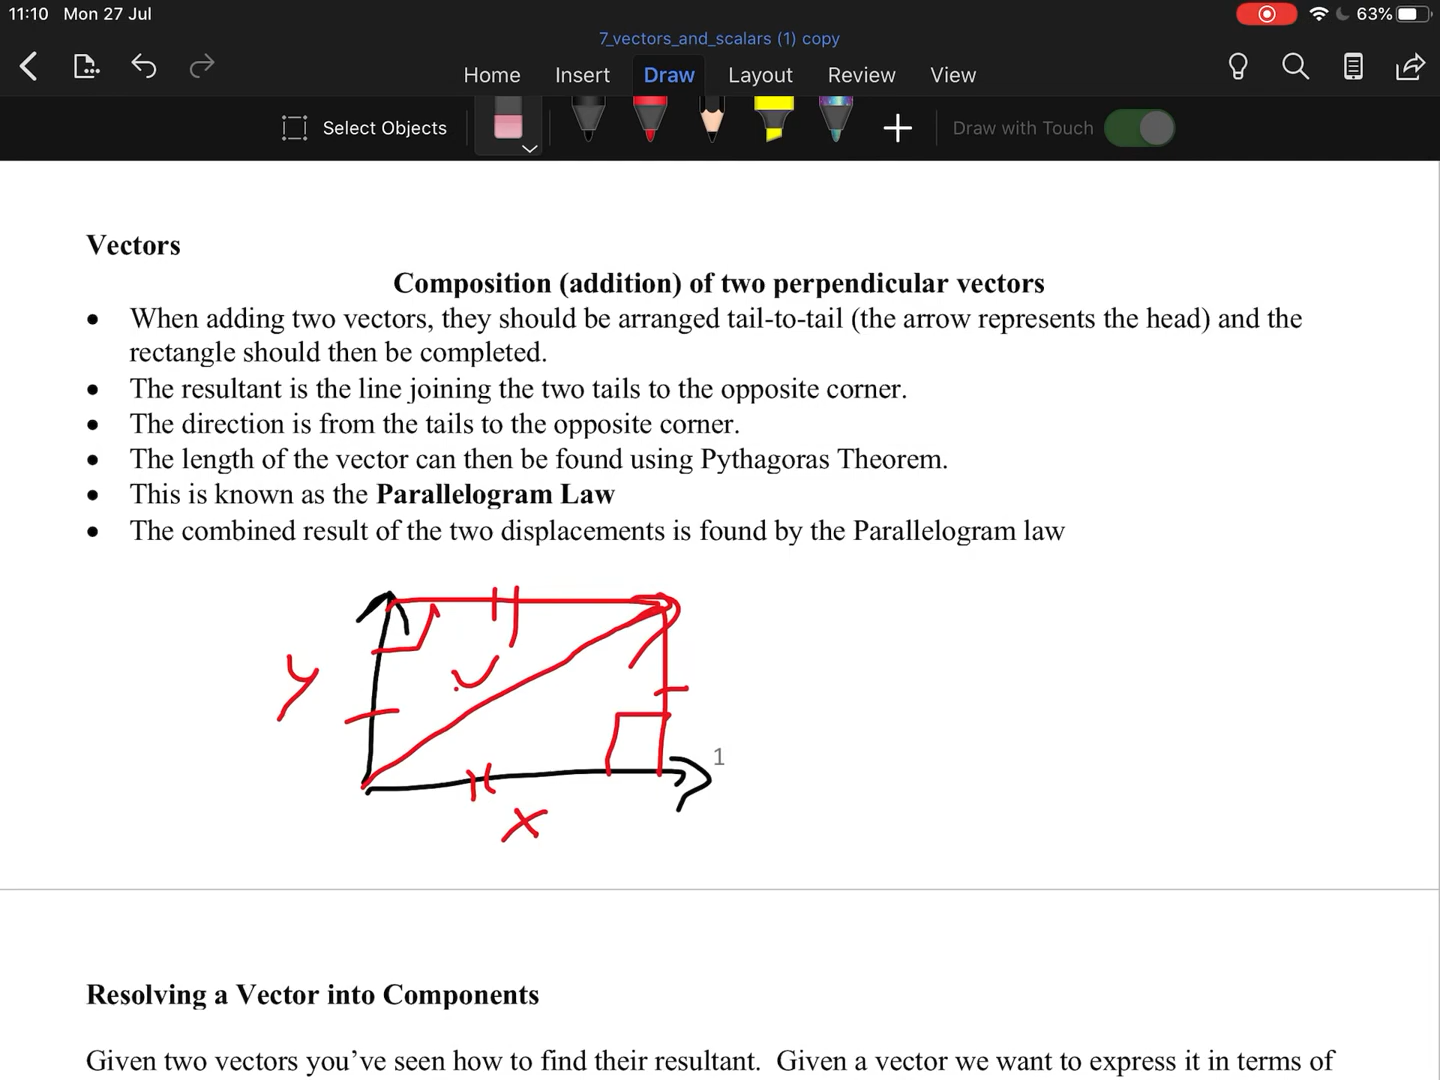 11:10 Mon 27 Jul 63%
7_vectors_and_scalars (1) copy
Home Insert Draw Layout Review View
Select Objects Draw with Touch
Vectors
Composition (addition) of two perpendicular vectors
• When adding two vectors, they should be arranged tail-to-tail (the arrow represents the head) and the
rectangle should then be completed.
• The resultant is the line joining the two tails to the opposite corner.
• The direction is from the tails to the opposite corner.
• The length of the vector can then be found using Pythagoras Theorem.
• This is known as the Parallelogram Law
• The combined result of the two displacements is found by the Parallelogram law
y
v
1
x
Resolving a Vector into Components
Given two vectors you’ve seen how to find their resultant. Given a vector we want to express it in terms of